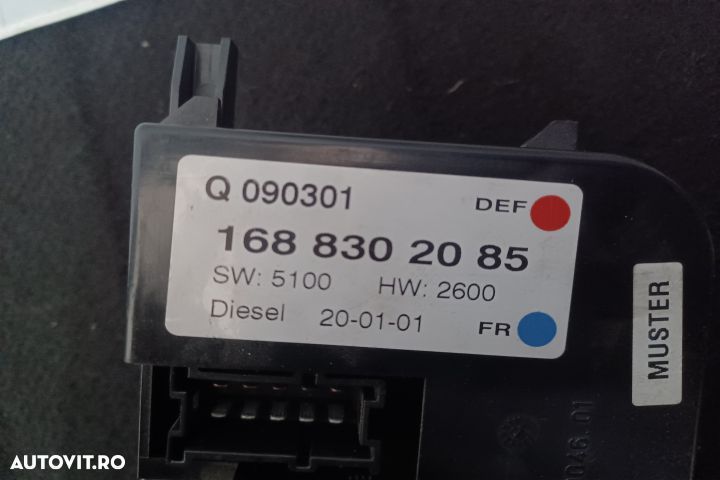 Q 090301
DEF
168 830 20 85
SW: 5100 HW: 2600
Diesel 20-01-01
FR
MUSTER
AUTOVIT.RO